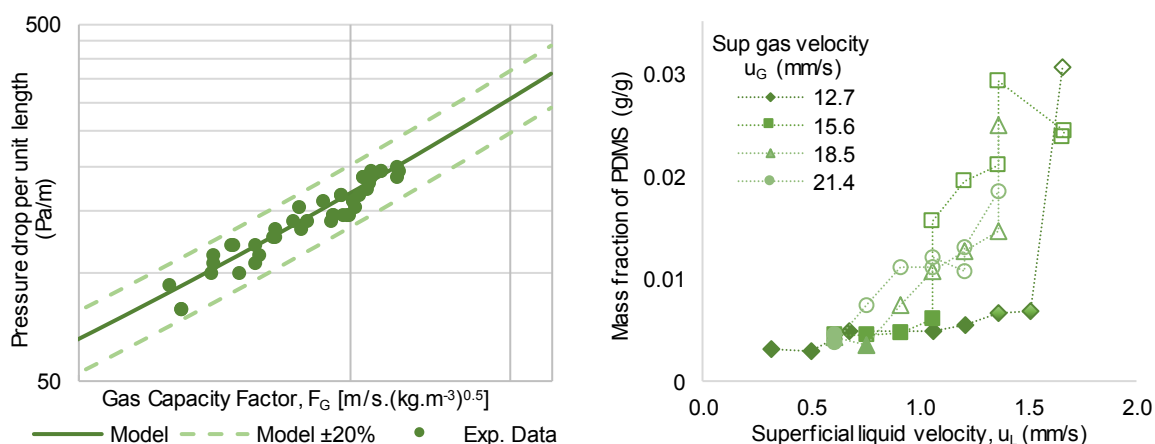 500
50
Pressure drop per unit length
(Pa/m)
Gas Capacity Factor, F_G [m/s.(kg.m-3)^0.5]
Model
Model ±20%
Exp. Data
Sup gas velocity
u_G (mm/s)
12.7
15.6
18.5
21.4
0.03
0.02
0.01
0
Mass fraction of PDMS (g/g)
0.0
0.5
1.0
1.5
2.0
Superficial liquid velocity, u_L (mm/s)